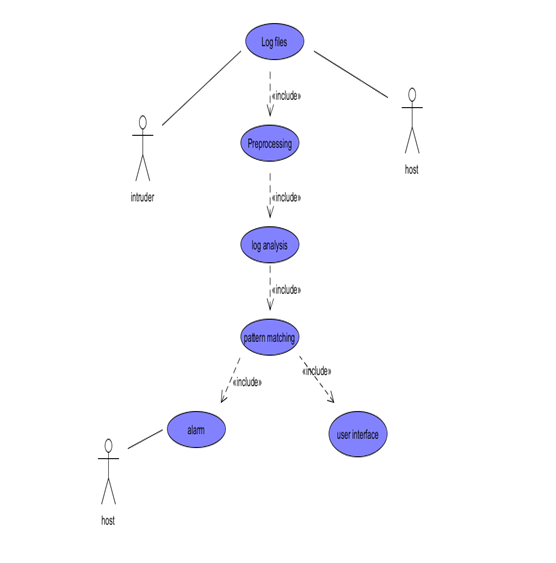 Log files
«include»
Preprocessing
intruder
host
«include»
log analysis
«include»
pattern matching
«include»
«include»
alarm
user interface
host